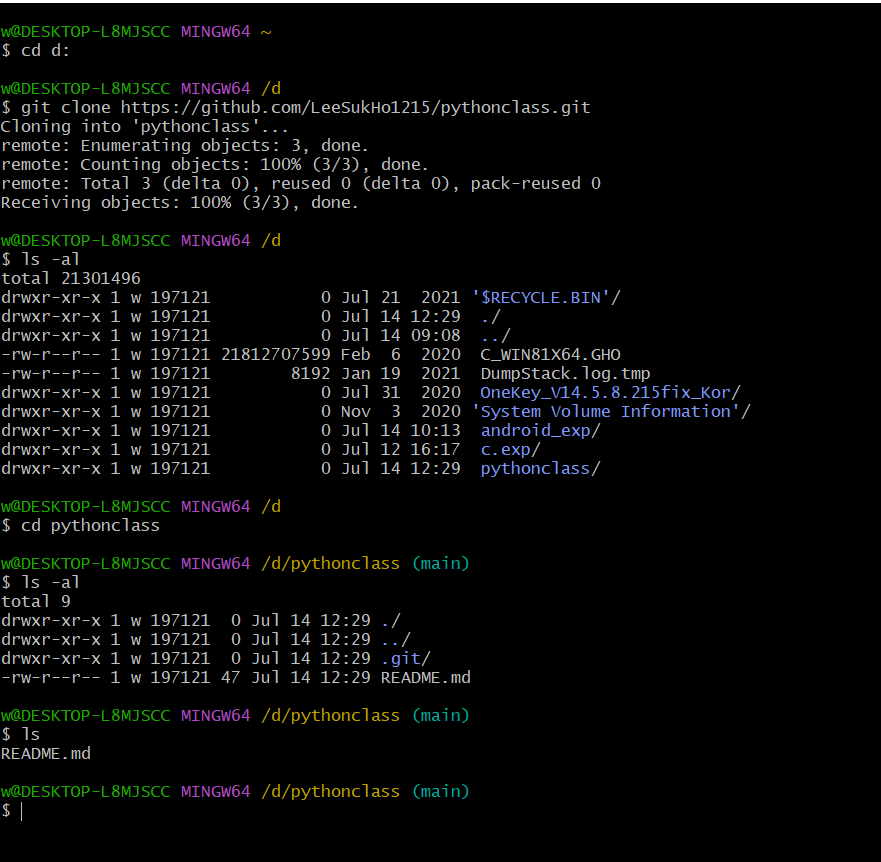 w@DESKTOP-L8MJSCC MINGW64 ~
$ cd d:
w@DESKTOP-L8MJSCC MINGW64 /d
$ git clone https://github.com/LeeSukHo1215/pythonclass.git
Cloning into 'pythonclass'...
remote: Enumerating objects: 3, done.
remote: Counting objects: 100% (3/3), done.
remote: Total 3 (delta 0), reused 0 (delta 0), pack-reused 0
Receiving objects: 100% (3/3), done.
w@DESKTOP-L8MJSCC MINGW64 /d
$ ls -al
total 21301496
drwxr-xr-x 1 w 197121           0 Jul 21  2021 '$RECYCLE.BIN'/
drwxr-xr-x 1 w 197121           0 Jul 14 12:29  ./
drwxr-xr-x 1 w 197121           0 Jul 14 09:08  ../
-rw-r--r-- 1 w 197121 21812707599 Feb  6  2020  C_WIN81X64.GHO
-rw-r--r-- 1 w 197121        8192 Jan 19  2021  DumpStack.log.tmp
drwxr-xr-x 1 w 197121           0 Jul 31  2020  OneKey_V14.5.8.215fix_Kor/
drwxr-xr-x 1 w 197121           0 Nov  3  2020 'System Volume Information'/
drwxr-xr-x 1 w 197121           0 Jul 14 10:13  android_exp/
drwxr-xr-x 1 w 197121           0 Jul 12 16:17  c.exp/
drwxr-xr-x 1 w 197121           0 Jul 14 12:29  pythonclass/
w@DESKTOP-L8MJSCC MINGW64 /d
$ cd pythonclass
w@DESKTOP-L8MJSCC MINGW64 /d/pythonclass (main)
$ ls -al
total 9
drwxr-xr-x 1 w 197121  0 Jul 14 12:29 ./
drwxr-xr-x 1 w 197121  0 Jul 14 12:29 ../
drwxr-xr-x 1 w 197121  0 Jul 14 12:29 .git/
-rw-r--r-- 1 w 197121 47 Jul 14 12:29 README.md
w@DESKTOP-L8MJSCC MINGW64 /d/pythonclass (main)
$ ls
README.md
w@DESKTOP-L8MJSCC MINGW64 /d/pythonclass (main)
$